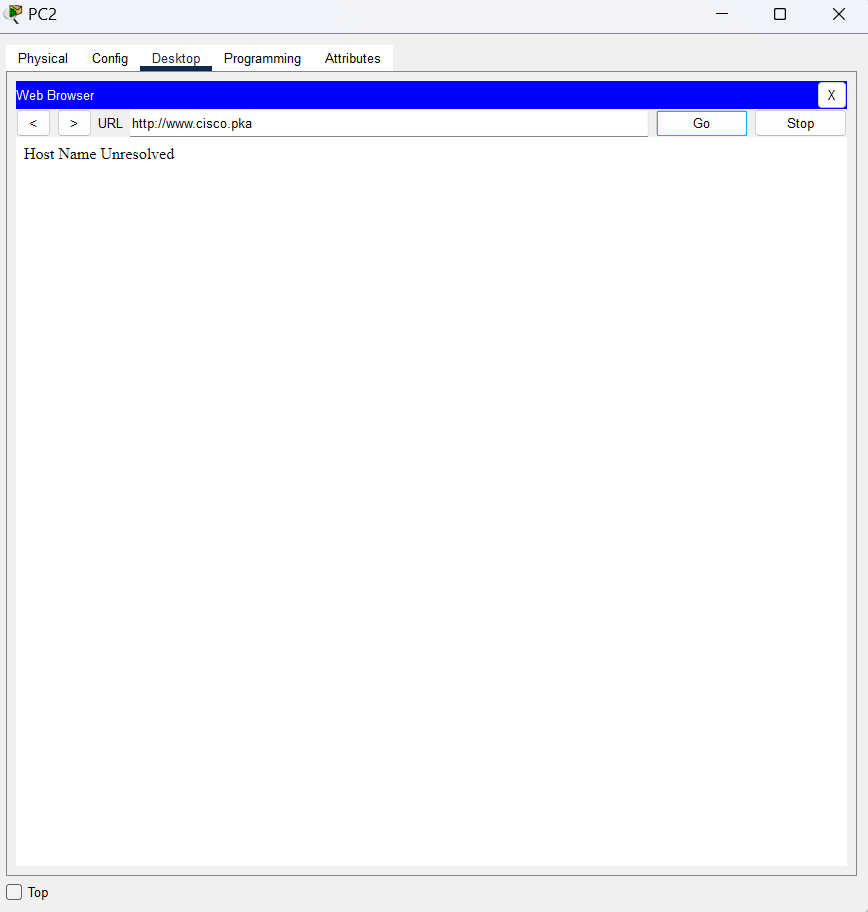 PC2
Physical Config Desktop Programming Attributes
Web Browser X
< > URL http://www.cisco.pka Go Stop
Host Name Unresolved
Top